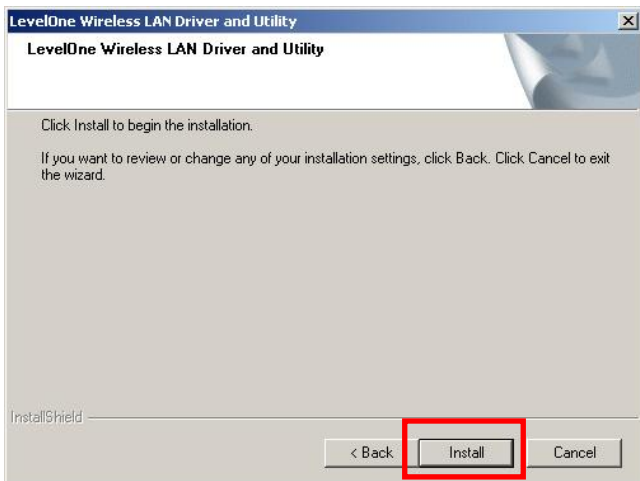 LevelOne Wireless LAN Driver and Utility
LevelOne Wireless LAN Driver and Utility
Click Install to begin the installation.
If you want to review or change any of your installation settings, click Back. Click Cancel to exit
the wizard.
InstallShield
< Back Install Cancel